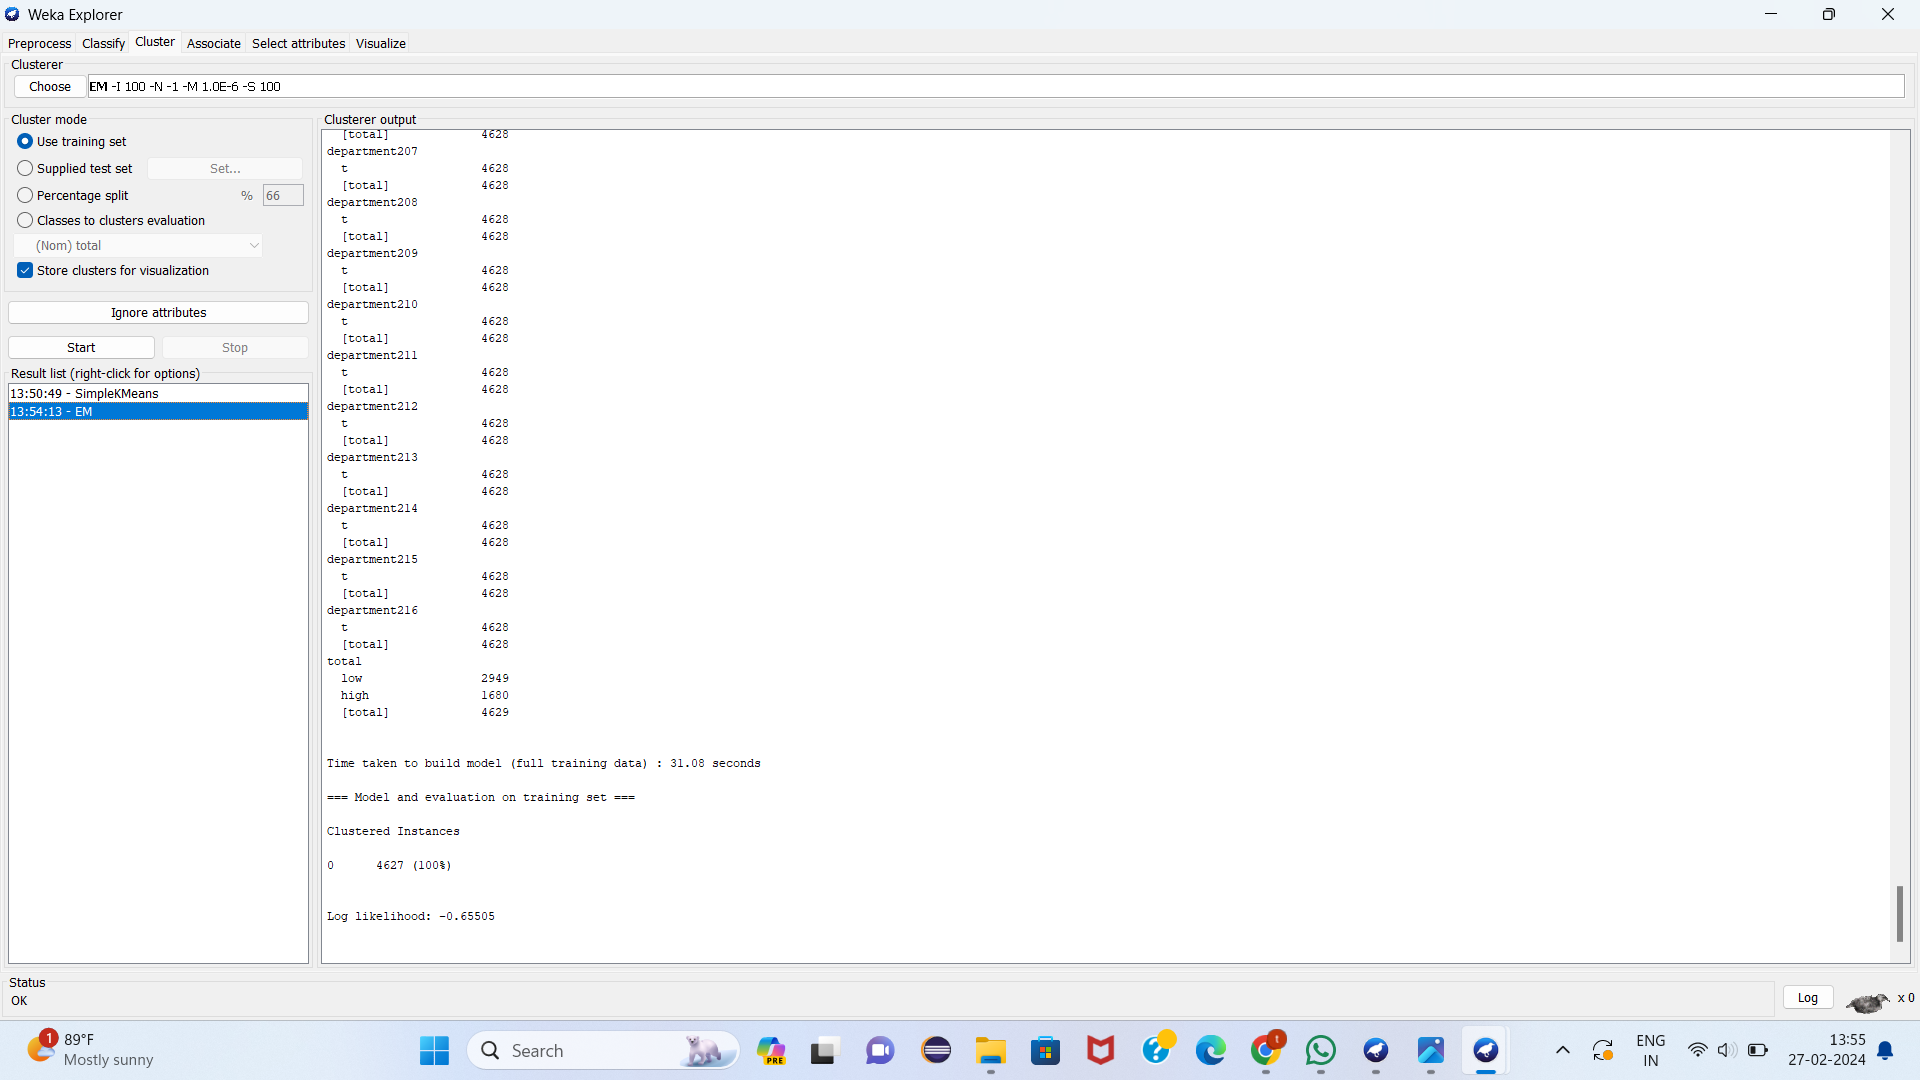 Weka Explorer
Preprocess Classify Cluster Associate Select attributes Visualize
Clusterer
Choose EM -I 100 -N -1 -M 1.0E-6 -S 100
Cluster mode
Use training set
Supplied test set Set...
Percentage split % 66
Classes to clusters evaluation
(Nom) total
Store clusters for visualization
Ignore attributes
Start Stop
Result list (right-click for options)
13:50:49 - SimpleKMeans
13:54:13 - EM
Clusterer output
[total] 4628
department207
t 4628
[total] 4628
department208
t 4628
[total] 4628
department209
t 4628
[total] 4628
department210
t 4628
[total] 4628
department211
t 4628
[total] 4628
department212
t 4628
[total] 4628
department213
t 4628
[total] 4628
department214
t 4628
[total] 4628
department215
t 4628
[total] 4628
department216
t 4628
[total] 4628
total
low 2949
high 1680
[total] 4629
Time taken to build model (full training data) : 31.08 seconds
=== Model and evaluation on training set ===
Clustered Instances
0 4627 (100%)
Log likelihood: -0.65505
Status
OK
Log x 0
1
89°F
Mostly sunny
Search
PRE
t
ENG
IN
13:55
27-02-2024